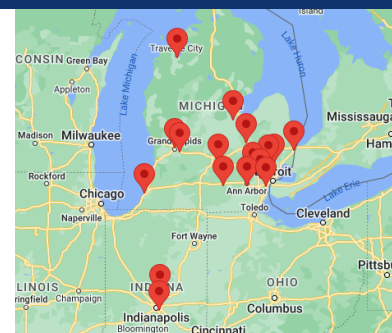 Island
Traverse City
CONSIN
Green Bay
Lake Huron
Appleton
Lake Michigan
MICHIGAN
Mississauga
Madison
Milwaukee
Grand Rapids
Ham
Rockford
Detroit
Ann Arbor
Lake Erie
Chicago
Toledo
Cleveland
Naperville
Fort Wayne
Pittsb
LINOIS
INDIANA
OHIO
ringfield
Champaign
Columbus
Indianapolis
Bloomington
Cincinnati